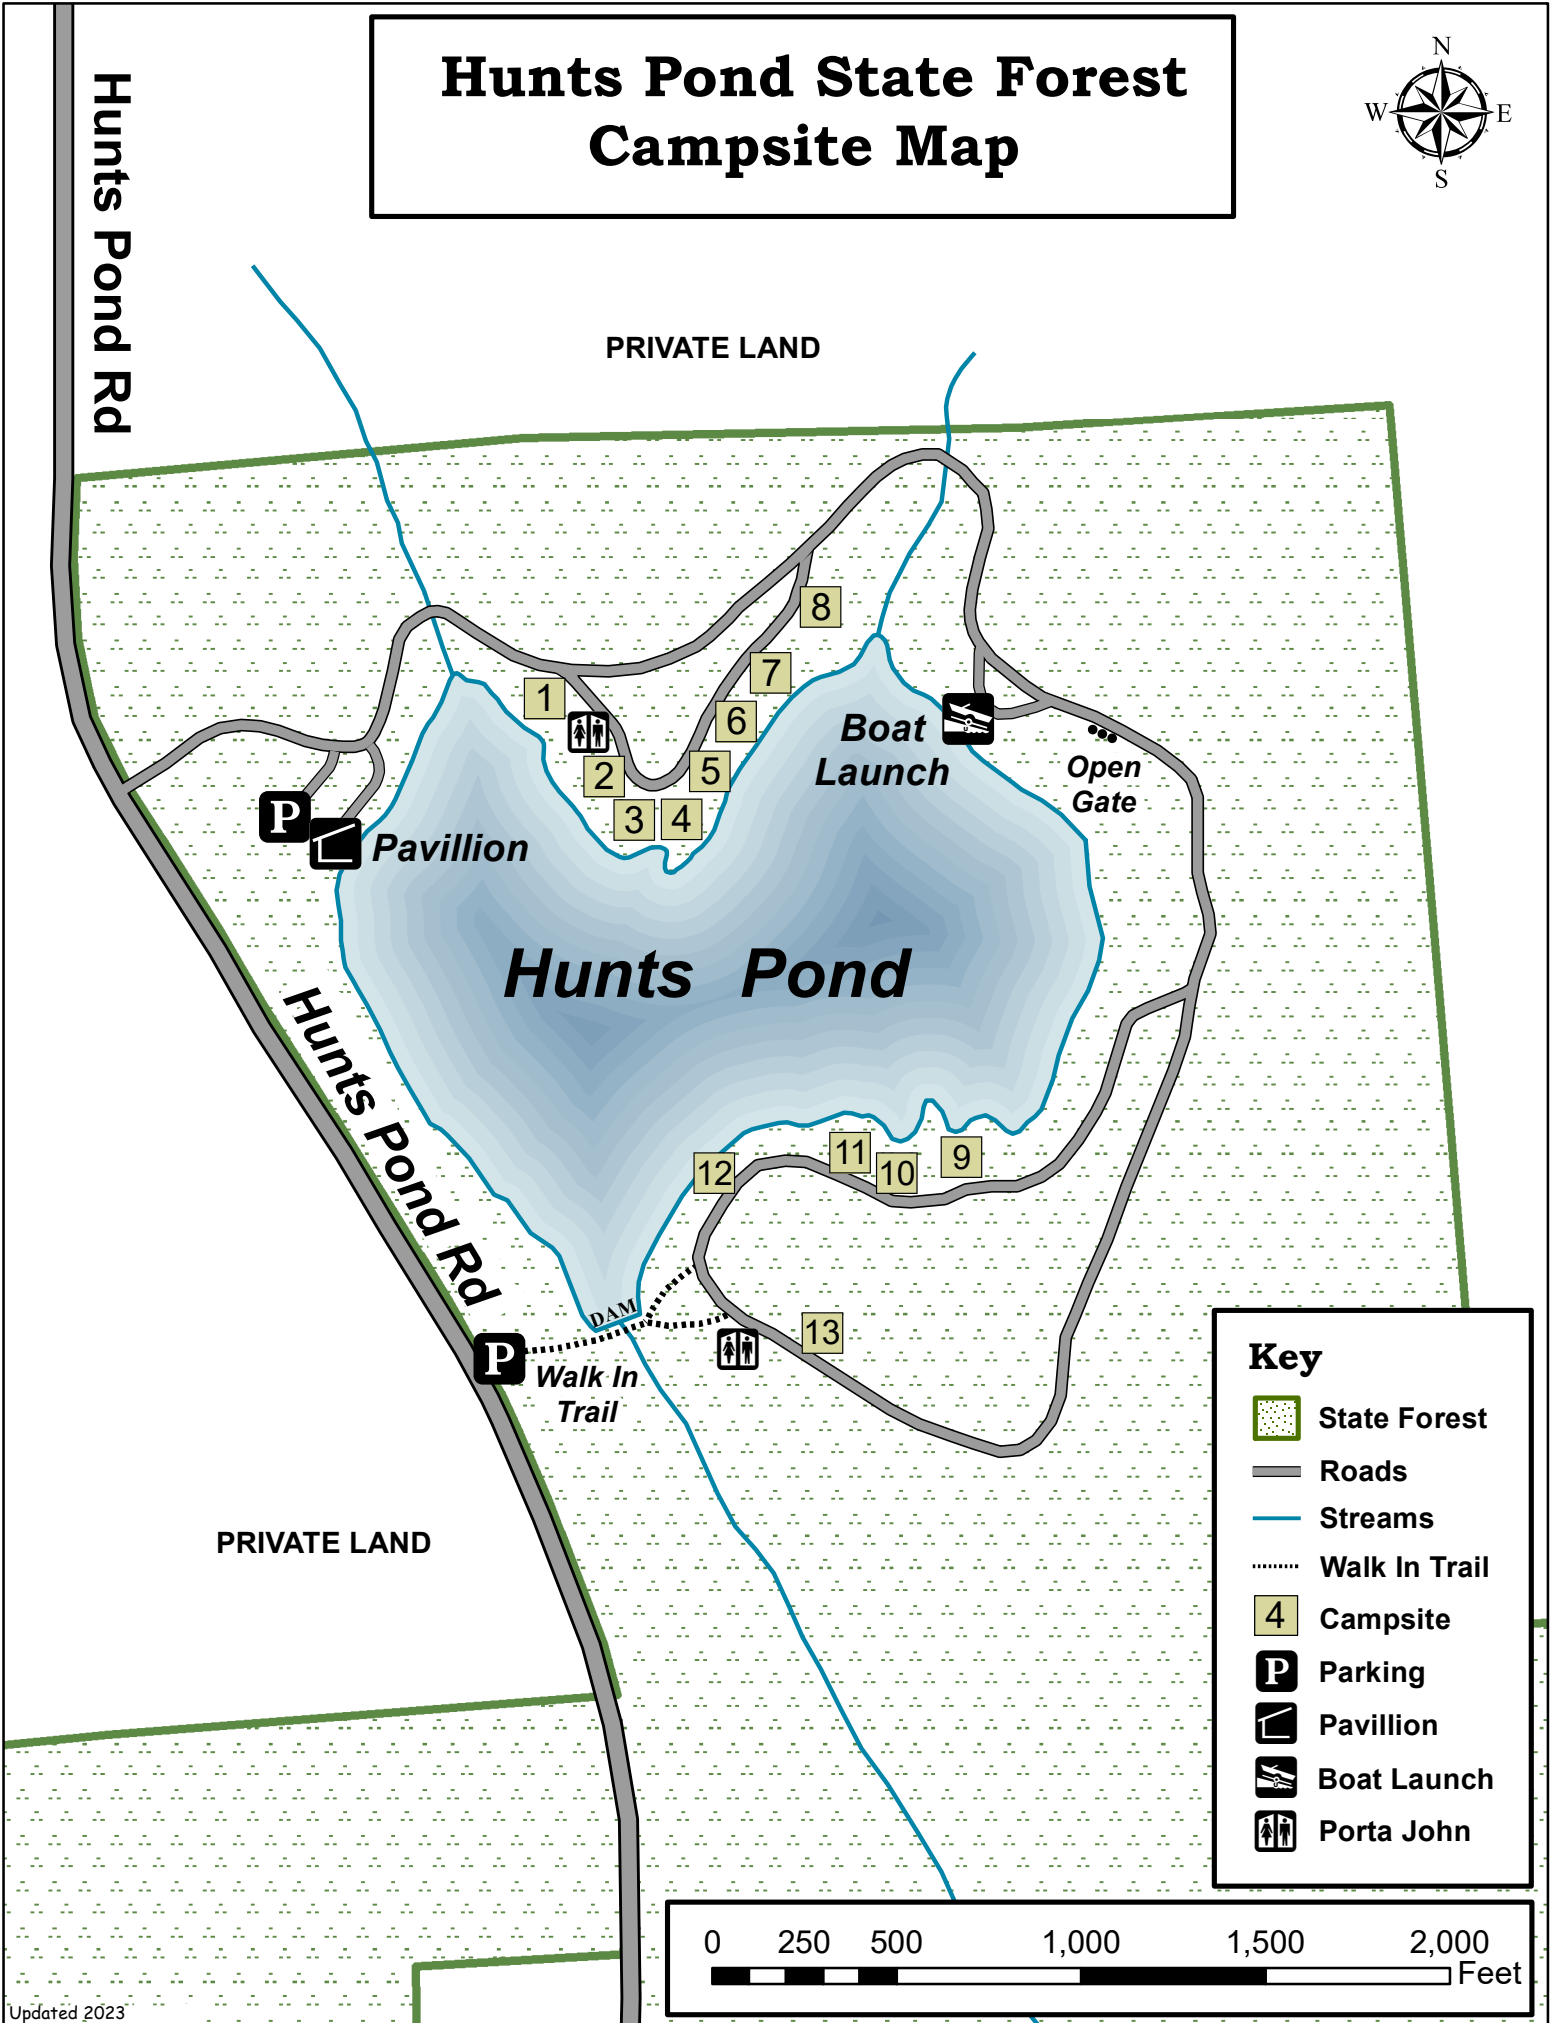 Hunts Pond State Forest
Campsite Map
N
W
E
S
Hunts Pond Rd
PRIVATE LAND
8
1
7
6
2
5
3
4
Boat
Launch
Open
Gate
P
Pavillion
Hunts Pond
Hunts Pond Rd
11
9
12
10
DAM
13
P
Walk In
Trail
PRIVATE LAND
Key
State Forest
Roads
Streams
Walk In Trail
4
Campsite
P
Parking
Pavillion
Boat Launch
Porta John
0 250 500 1,000 1,500 2,000
Feet
Updated 2023